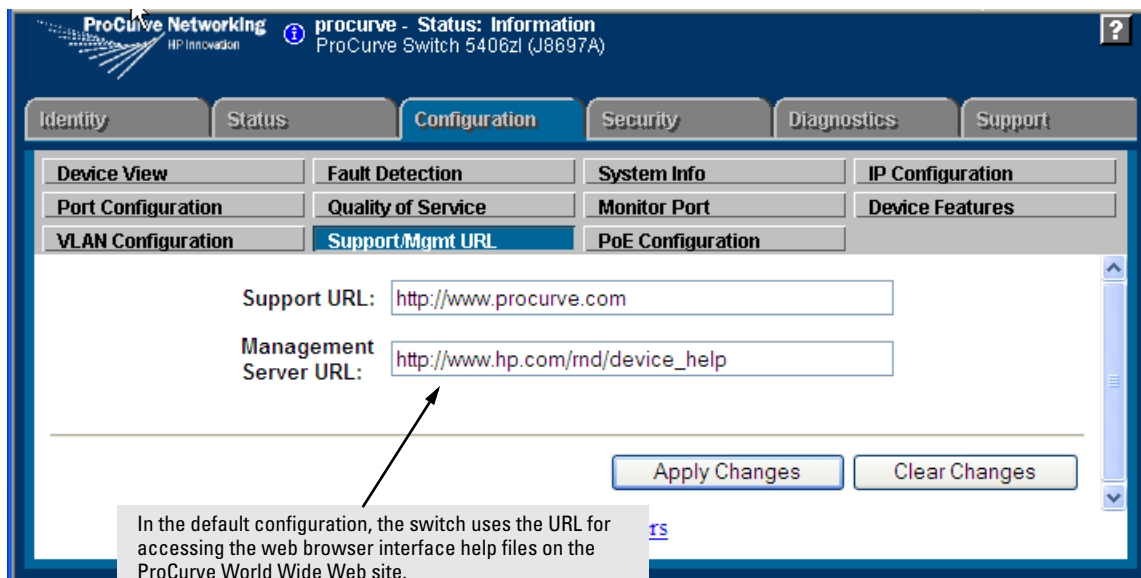 ProCurve Networking
HP Innovation
procurve - Status: Information
ProCurve Switch 5406zl (J8697A)
?
Identity Status Configuration Security Diagnostics Support
Device View Fault Detection System Info IP Configuration
Port Configuration Quality of Service Monitor Port Device Features
VLAN Configuration Support/Mgmt URL PoE Configuration
Support URL: http://www.procurve.com
Management
Server URL: http://www.hp.com/rnd/device_help
Apply Changes Clear Changes
rs
In the default configuration, the switch uses the URL for
accessing the web browser interface help files on the
ProCurve World Wide Web site.